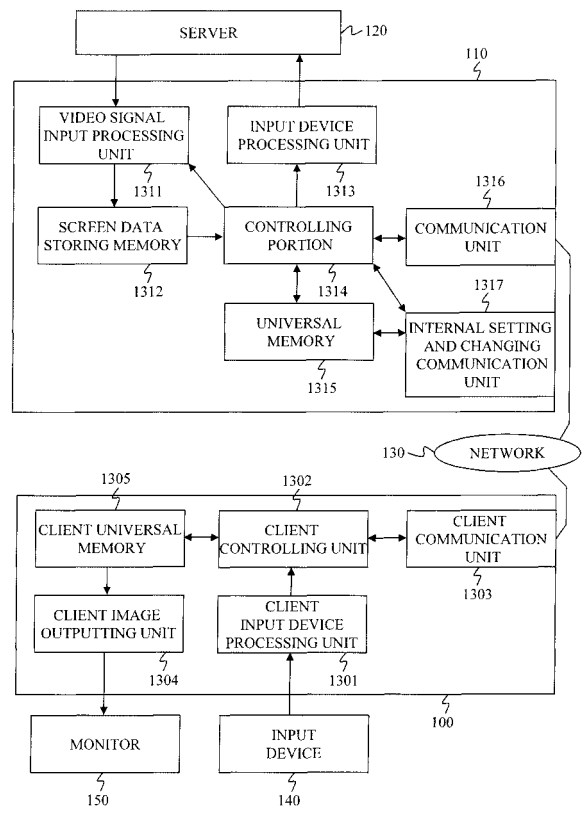 SERVER
120
110
VIDEO SIGNAL
INPUT PROCESSING
UNIT
1311
INPUT DEVICE
PROCESSING UNIT
1313
1316
SCREEN DATA
STORING MEMORY
1312
CONTROLLING
PORTION
1314
COMMUNICATION
UNIT
1317
UNIVERSAL
MEMORY
1315
INTERNAL SETTING
AND CHANGING
COMMUNICATION
UNIT
130
NETWORK
100
1305
1302
CLIENT UNIVERSAL
MEMORY
CLIENT
CONTROLLING UNIT
CLIENT
COMMUNICATION
UNIT
1303
CLIENT IMAGE
OUTPUTTING UNIT
1304
CLIENT
INPUT DEVICE
PROCESSING UNIT
1301
100
MONITOR
150
INPUT
DEVICE
140